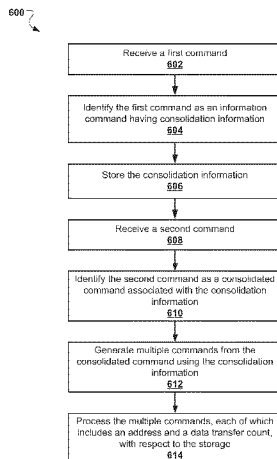 600
Receive a first command
602
Identify the first command as an information
command having consolidation information
604
Store the consolidation information
606
Receive a second command
608
Identify the second command as a consolidated
command associated with the consolidation
information
610
Generate multiple commands from the
consolidated command using the consolidation
information
612
Process the multiple commands, each of which
includes an address and a data transfer count,
with respect to the storage
614